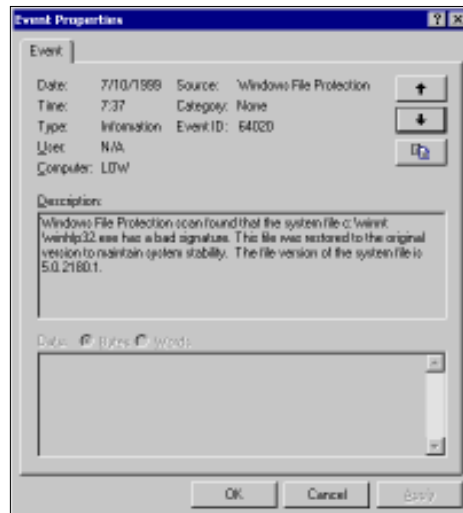 Event Properties
Event
Date: 7/10/1999 Source: Windows File Protection
Time: 7:37 Category: None
Type: Information Event ID: 64020
User: N/A
Computer: LOW
Description:
Windows File Protection scan found that the system file c:\winnt
\winhlp32.exe has a bad signature. This file was restored to the original
version to maintain system stability. The file version of the system file is
5.0.2180.1.
Data: Bytes Words
OK Cancel Apply